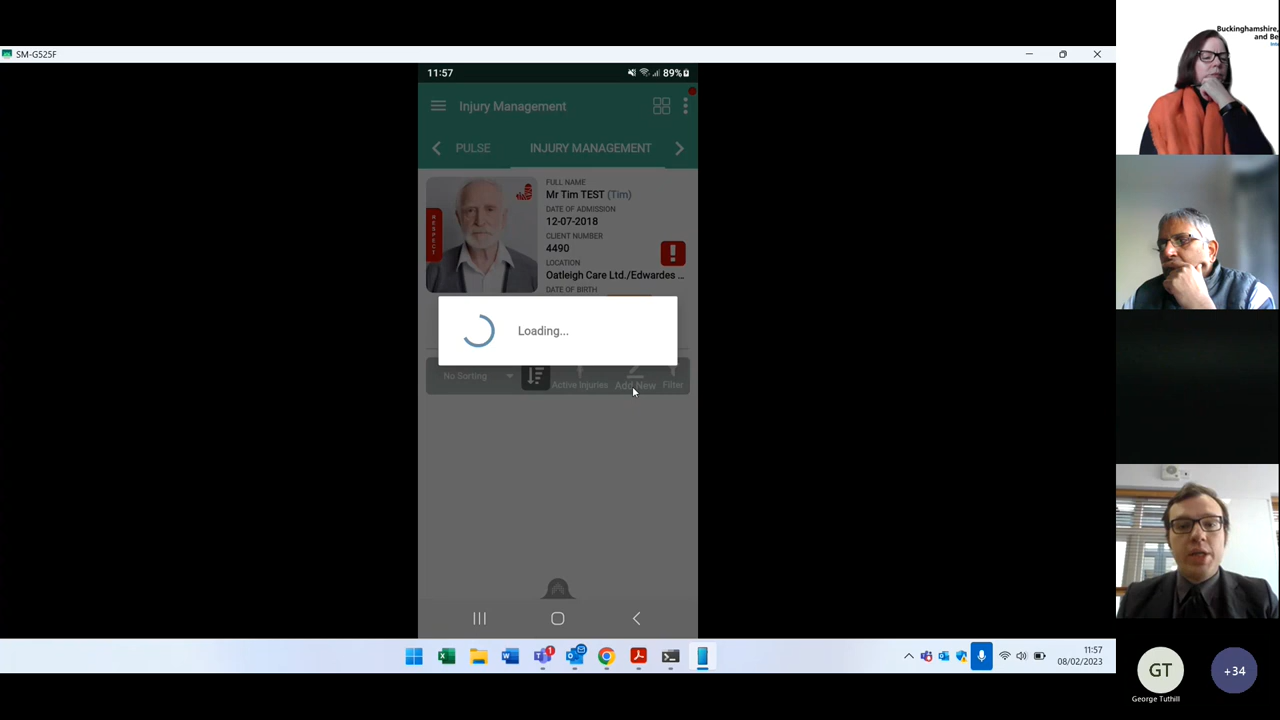 SM-G525F
11:57
89%
Injury Management
PULSE
INJURY MANAGEMENT
RESPECT
FULL NAME
Mr Tim TEST (Tim)
DATE OF ADMISSION
12-07-2018
CLIENT NUMBER
4490
LOCATION
Oatleigh Care Ltd./Edwardes ...
DATE OF BIRTH
Loading...
No Sorting
Active Injuries
Add New
Filter
1
11:57
08/02/2023
Buckinghamshire,
and Be
GT
George Tuthill
+34